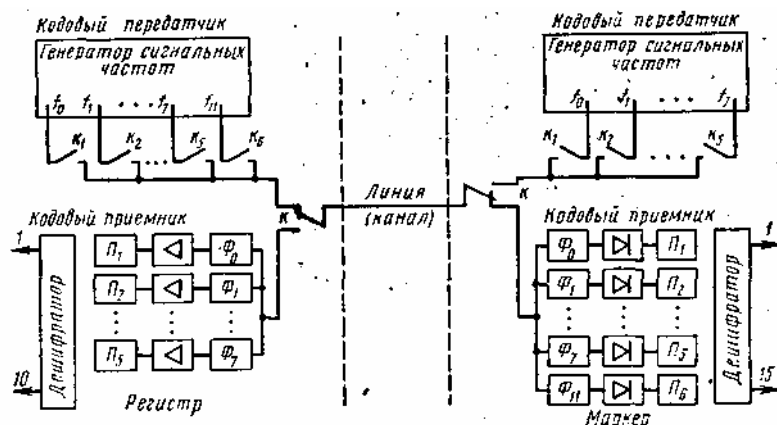 Кодовый передатчик
Генератор сигнальных
частот
f0 f1 ... f7 f11
К1 К2 ... К5 К6
К
Кодовый приемник
1
Дешифратор
10
П1 Ф0
П2 Ф1
П5 Ф7
Регистр
Линия
(канал)
Кодовый передатчик
Генератор сигнальных
частот
f0 f1 ... f7
К1 К2 ... К5
К
Кодовый приемник
Ф0 П1
Ф1 П2
Ф7 П5
Ф11 П6
Дешифратор
1
15
Маркер